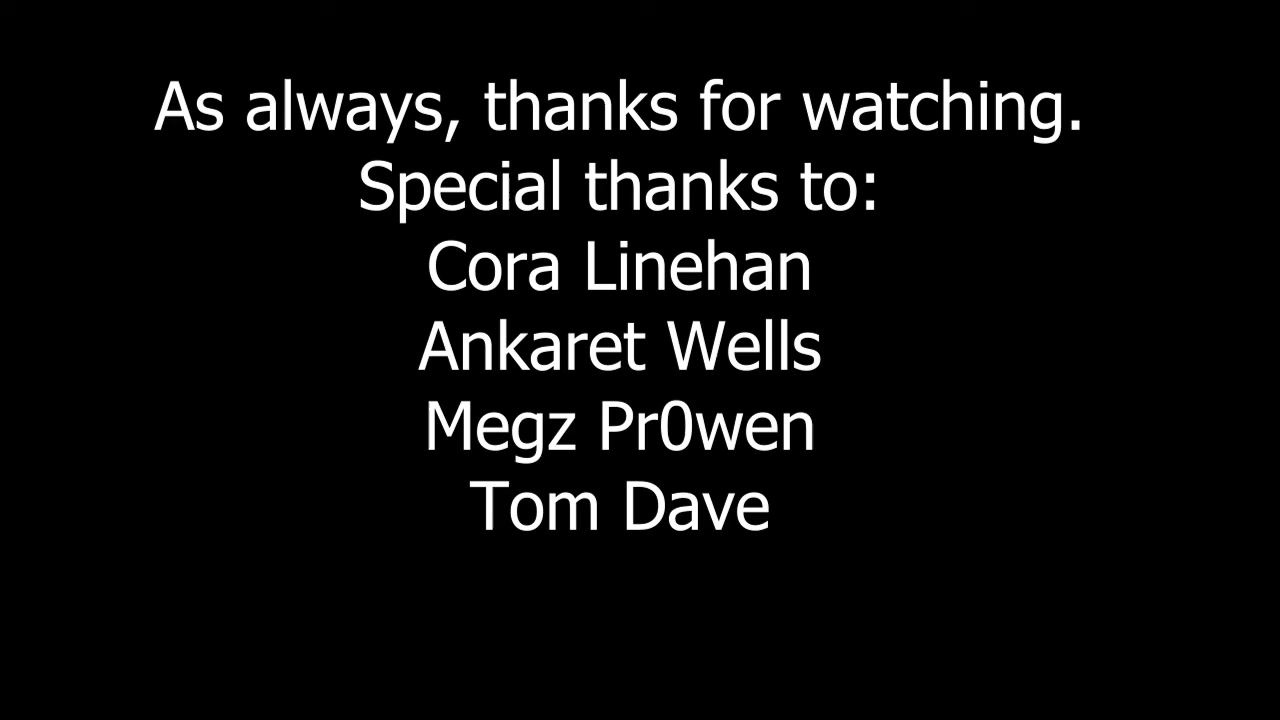 As always, thanks for watching.
Special thanks to:
Cora Linehan
Ankaret Wells
Megz Pr0wen
Tom Dave